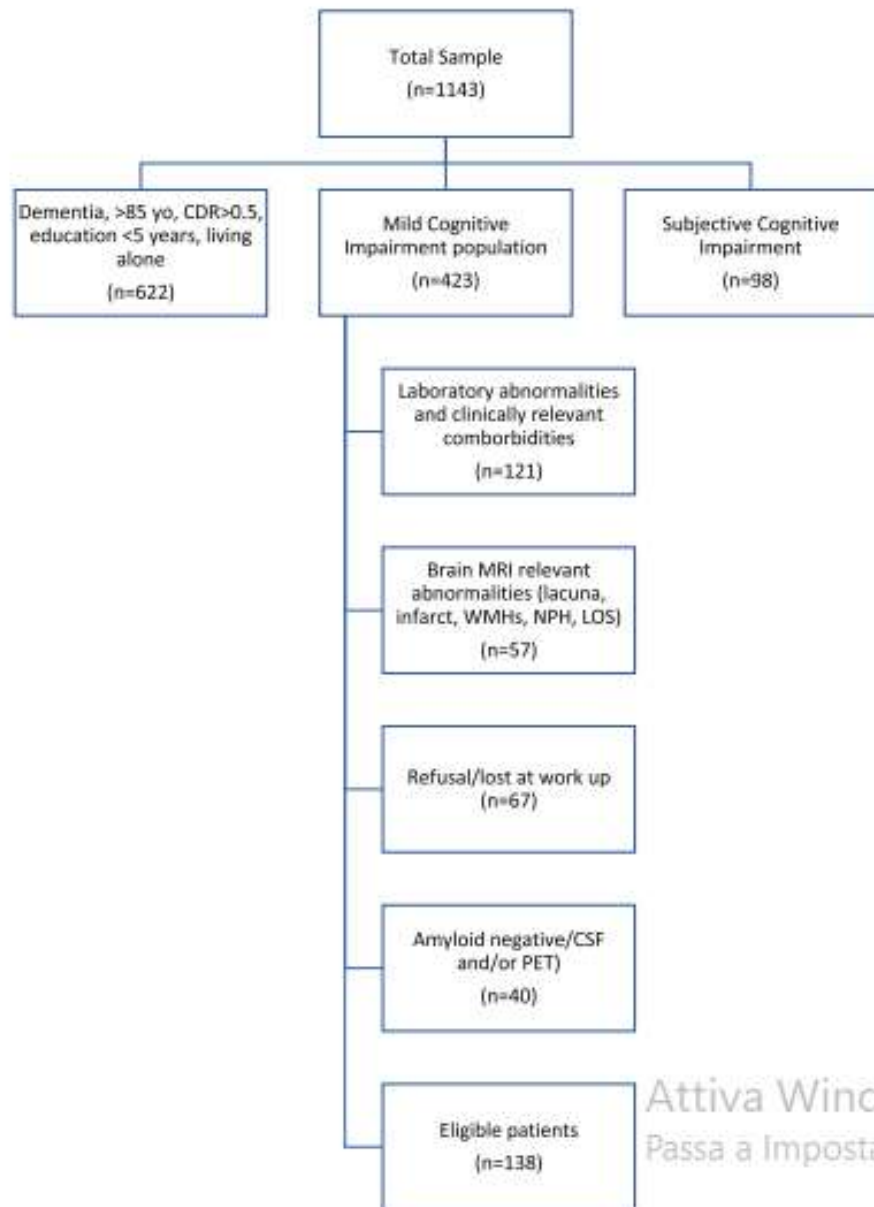 Total Sample
(n=1143)
Dementia, >85 yo, CDR>0.5,
education <5 years, living
alone
(n=622)
Mild Cognitive
Impairment population
(n=423)
Subjective Cognitive
Impairment
(n=98)
Laboratory abnormalities
and clinically relevant
comborbidities
(n=121)
Brain MRI relevant
abnormalities (lacuna,
infarct, WMHs, NPH, LOS)
(n=57)
Refusal/lost at work up
(n=67)
Amyloid negative/CSF
and/or PET)
(n=40)
Eligible patients
(n=138)
Attiva Winc
Passa a Imposta